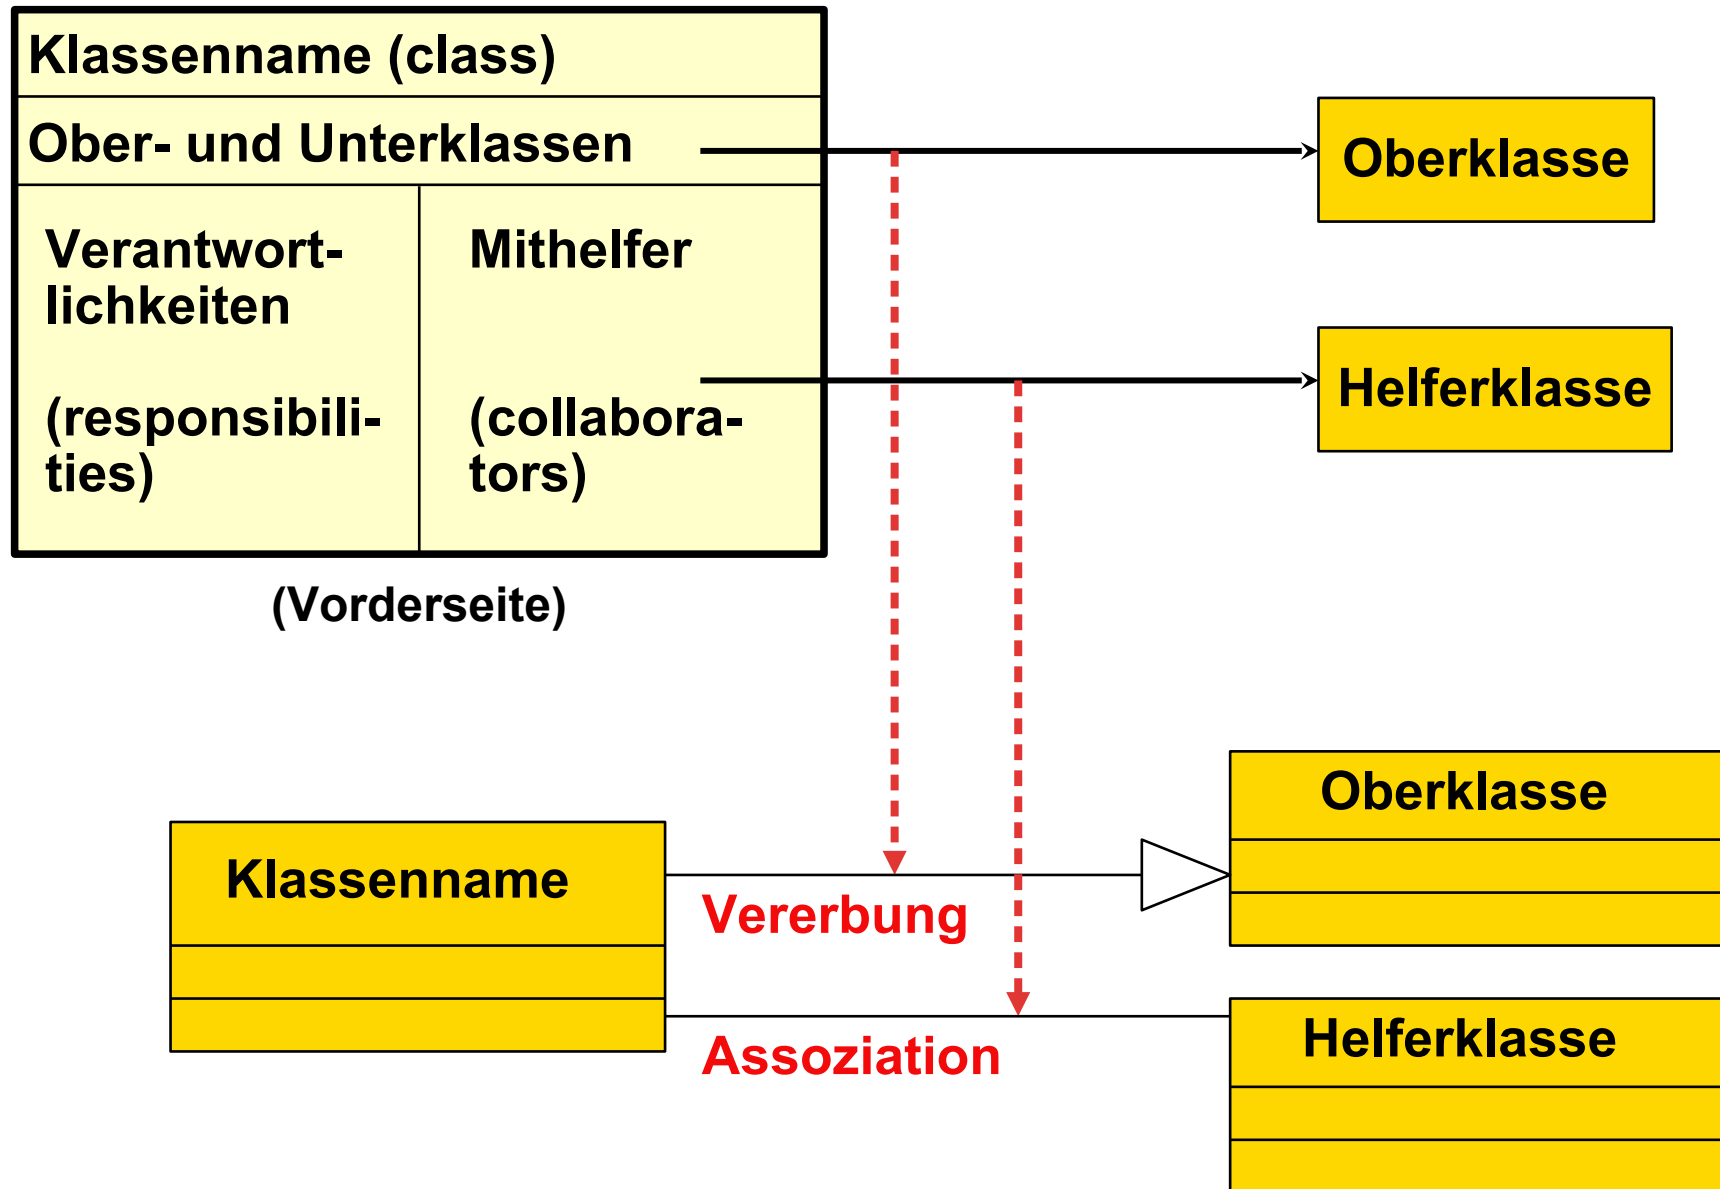 Klassenname (class)
Ober- und Unterklassen
Oberklasse
Verantwort-
lichkeiten
(responsibili-
ties)
Mithelfer
(collabora-
tors)
Helferklasse
(Vorderseite)
Klassenname
Vererbung
Assoziation
Oberklasse
Helferklasse